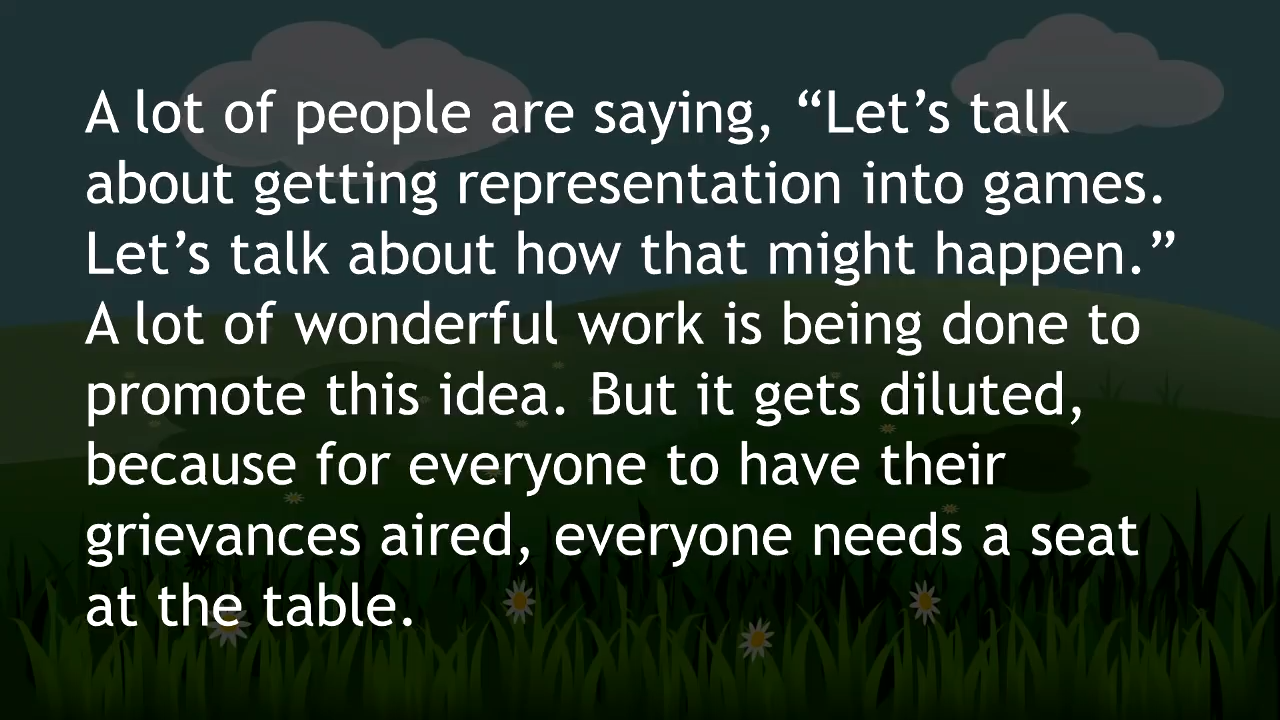 A lot of people are saying, “Let’s talk
about getting representation into games.
Let’s talk about how that might happen.”
A lot of wonderful work is being done to
promote this idea. But it gets diluted,
because for everyone to have their
grievances aired, everyone needs a seat
at the table.